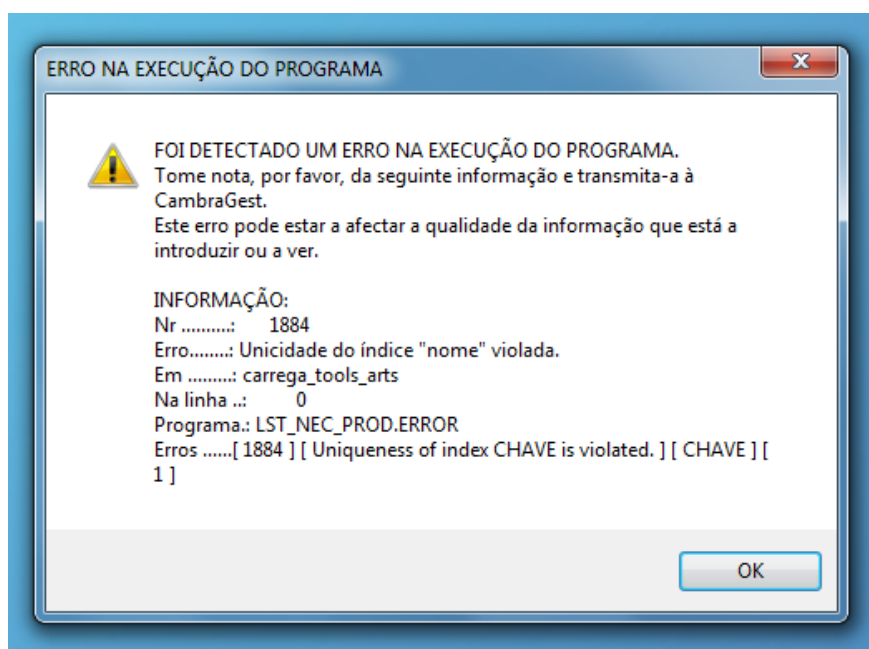 ERRO NA EXECUÇÃO DO PROGRAMA
FOI DETECTADO UM ERRO NA EXECUÇÃO DO PROGRAMA.
Tome nota, por favor, da seguinte informação e transmita-a à
CambraGest.
Este erro pode estar a afectar a qualidade da informação que está a
introduzir ou a ver.
INFORMAÇÃO:
Nr ..........: 1884
Erro........: Unicidade do índice "nome" violada.
Em .........: carrega_tools_arts
Na linha ..: 0
Programa.: LST_NEC_PROD.ERROR
Erros ......[ 1884 ] [ Uniqueness of index CHAVE is violated. ] [ CHAVE ] [
1 ]
OK